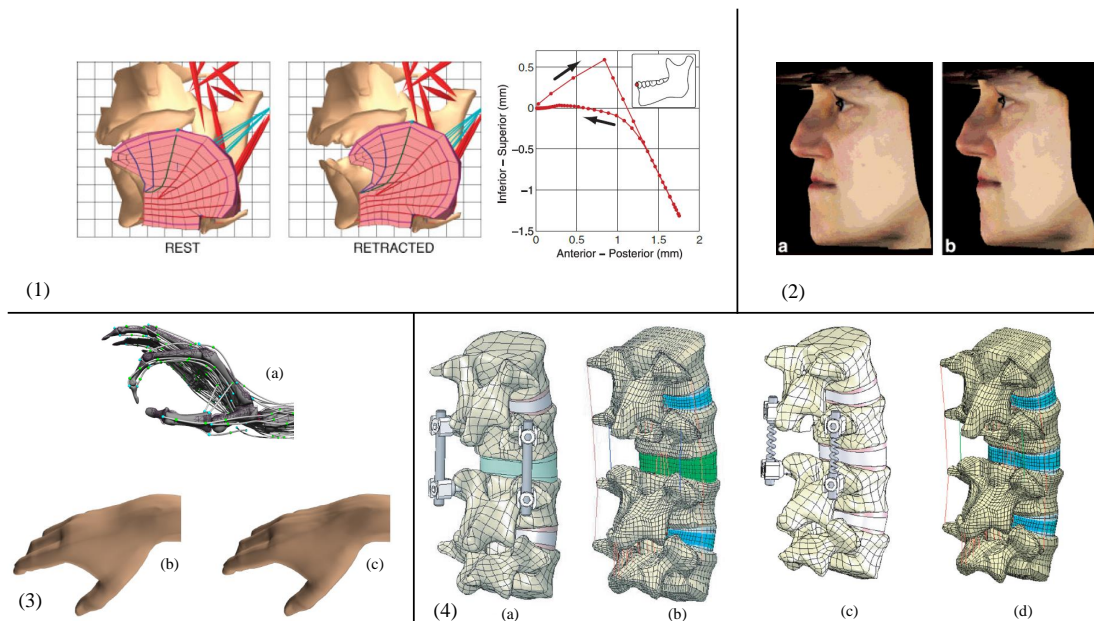 REST
RETRACTED
Inferior – Superior (mm)
0.5
0
−0.5
−1
−1.5
0
0.5
1
1.5
2
Anterior – Posterior (mm)
(1)
a
b
(2)
(a)
(b)
(c)
(3)
(4)
(a)
(b)
(c)
(d)